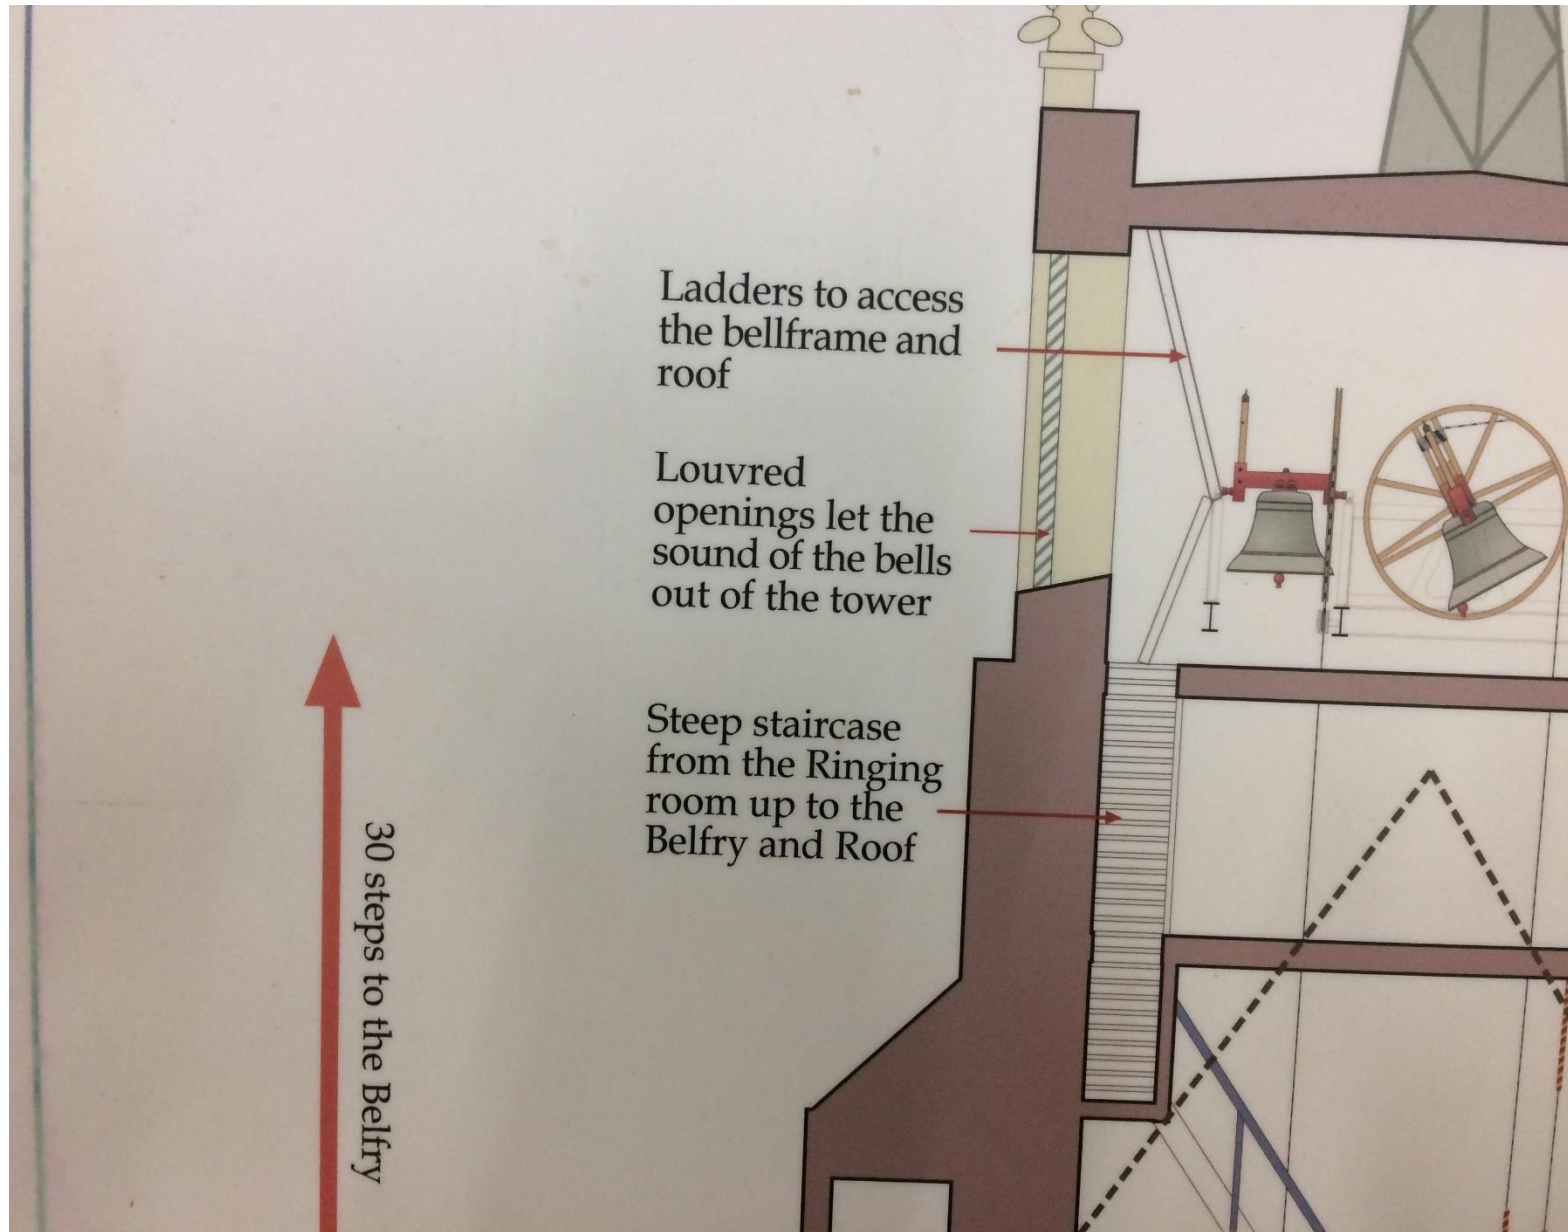 Ladders to access
the bellframe and
roof
Louvred
openings let the
sound of the bells
out of the tower
Steep staircase
from the Ringing
room up to the
Belfry and Roof
30 steps to the Belfry